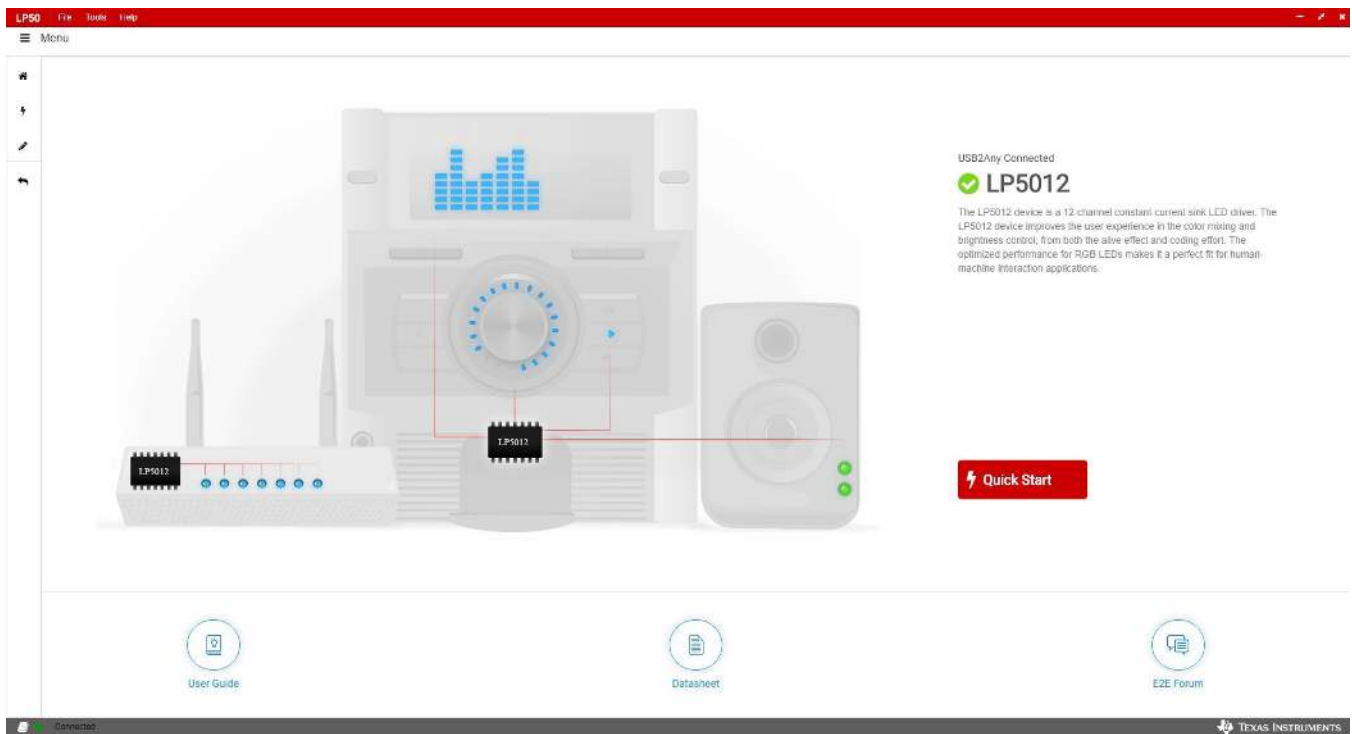 LP50 File Tools Help
Menu
USB2Any Connected
LP5012
The LP5012 device is a 12-channel constant current sink LED driver. The
LP5012 device improves the user experience in the color mixing and
brightness control, from both the alive effect and coding effort. The
optimized performance for RGB LEDs makes it a perfect fit for human-
machine interaction applications.
LP5012
LP5012
Quick Start
User Guide
Datasheet
E2E Forum
Connected
TEXAS INSTRUMENTS